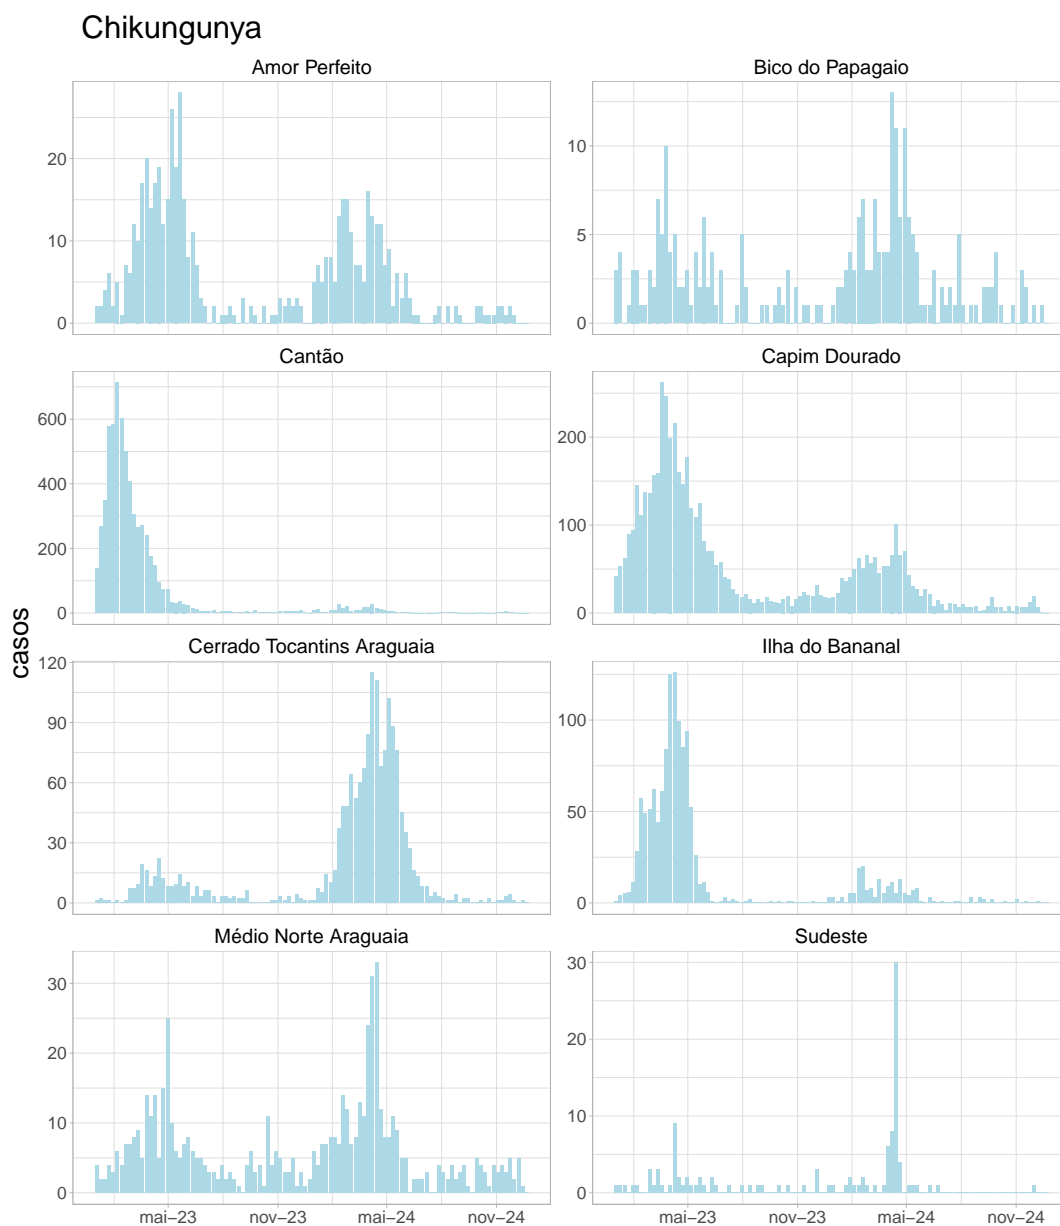 Chikungunya
Amor Perfeito
Bico do Papagaio
20
10
0
10
5
0
Cantão
Capim Dourado
600
400
200
0
200
100
0
casos
Cerrado Tocantins Araguaia
Ilha do Bananal
120
90
60
30
0
100
50
0
Médio Norte Araguaia
Sudeste
30
20
10
0
30
20
10
0
mai–23
nov–23
mai–24
nov–24
mai–23
nov–23
mai–24
nov–24